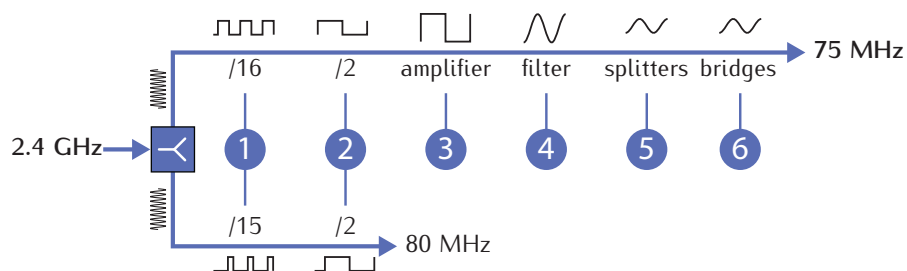 /16 /2 amplifier filter splitters bridges
75 MHz
2.4 GHz
1 2 3 4 5 6
/15 /2
80 MHz